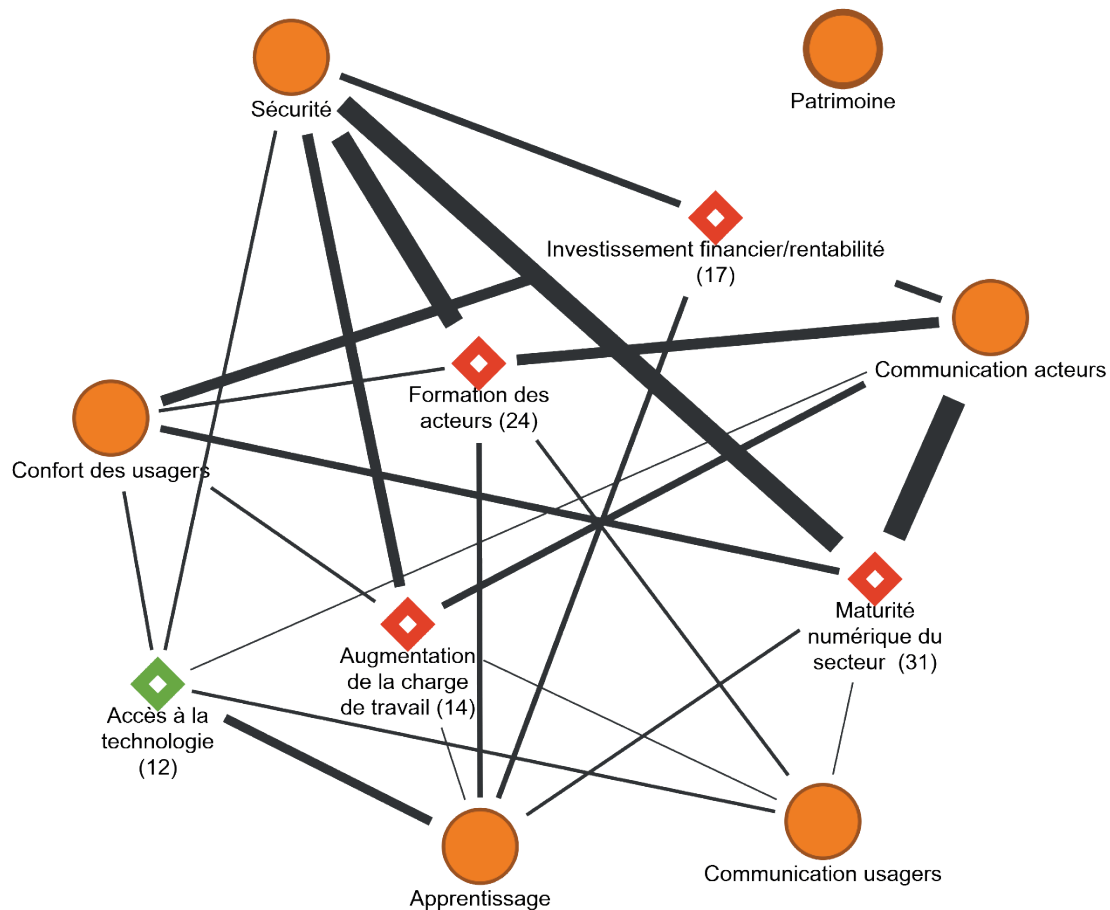 Patrimoine
Sécurité
Investissement financier/rentabilité
(17)
Communication acteurs
Formation des
acteurs (24)
Confort des usagers
Maturité
numérique du
secteur (31)
Augmentation
de la charge
de travail (14)
Accès à la
technologie
(12)
Communication usagers
Apprentissage